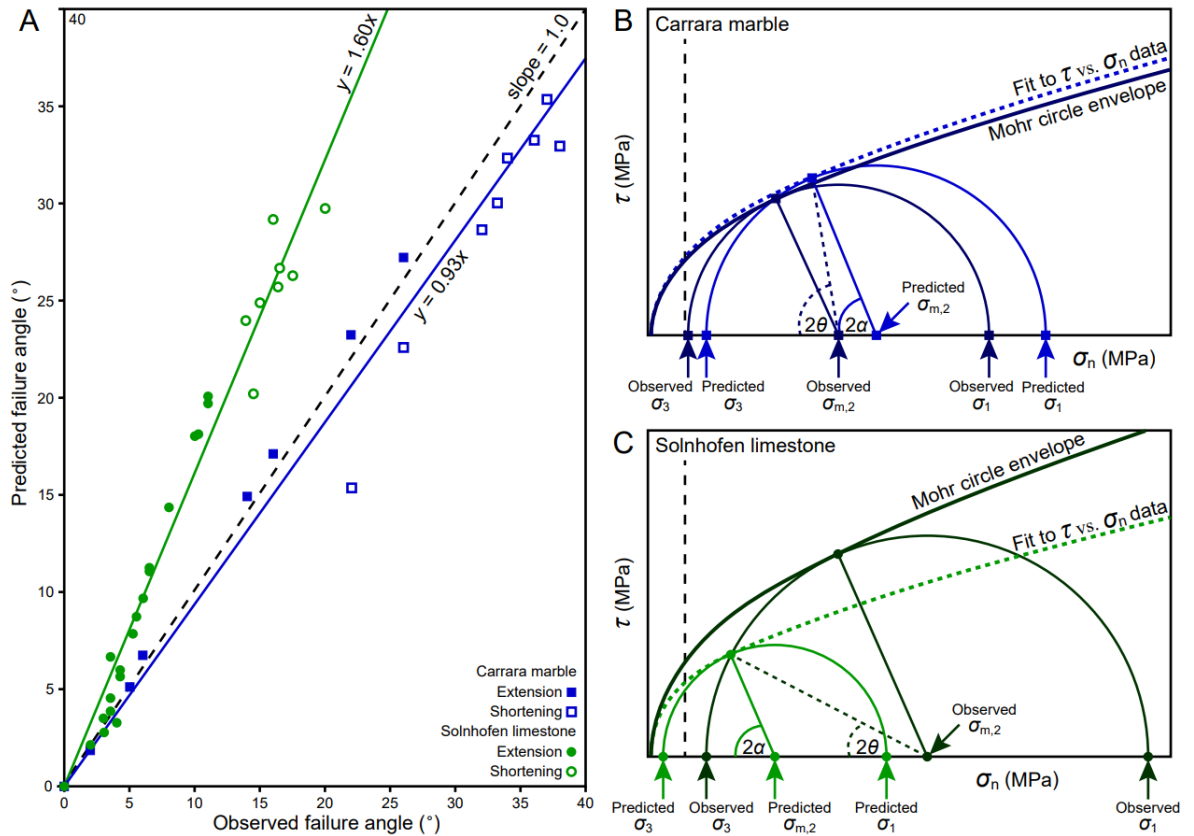 A
40
35
30
25
20
15
10
5
0
0
5
10
15
20
25
30
35
40
Predicted failure angle (°)
Observed failure angle (°)
y = 1.60x
slope = 1.0
y = 0.93x
Carrara marble
Extension
Shortening
Solnhofen limestone
Extension
Shortening
B
Carrara marble
Fit to τ vs. σn data
Mohr circle envelope
τ (MPa)
2θ
2α
Predicted
σm,2
σn (MPa)
Observed
σ3
Predicted
σ3
Observed
σm,2
Observed
σ1
Predicted
σ1
C
Solnhofen limestone
Mohr circle envelope
Fit to τ vs. σn data
τ (MPa)
2α
2θ
Observed
σm,2
σn (MPa)
Predicted
σ3
Observed
σ3
Predicted
σm,2
Predicted
σ1
Observed
σ1